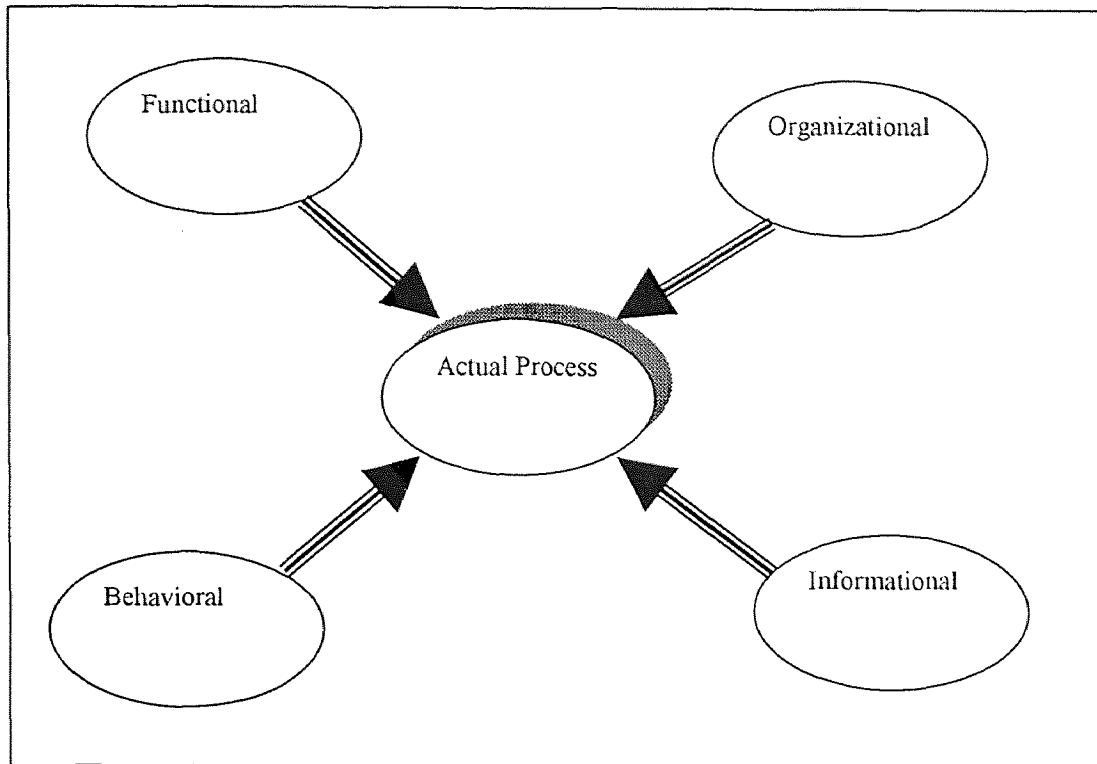 Functional
Organizational
Actual Process
Behavioral
Informational